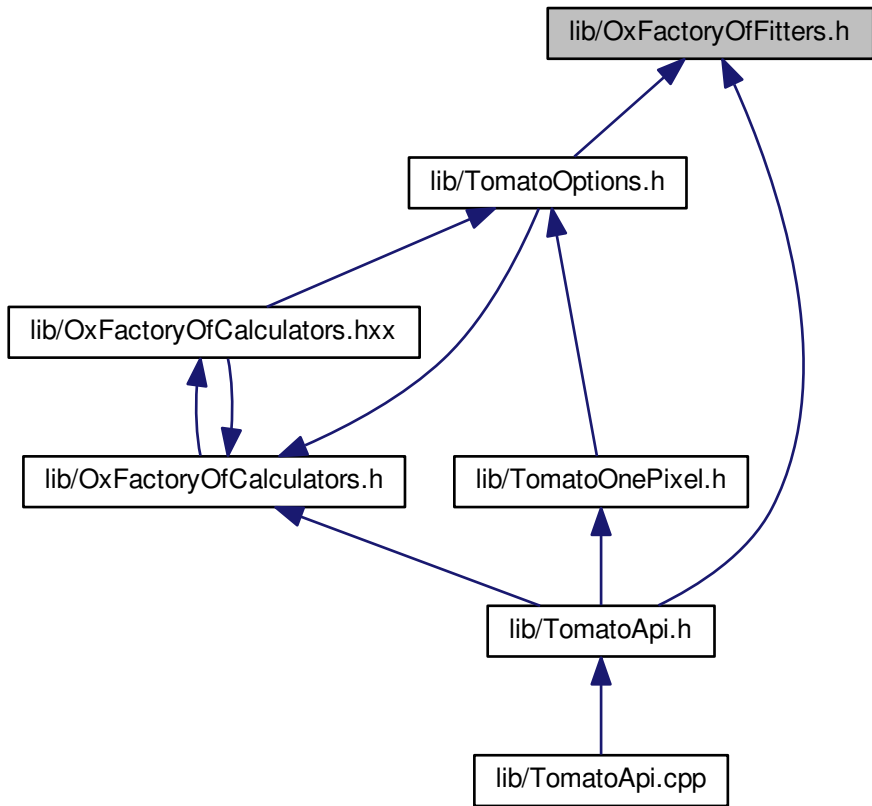 lib/OxFactoryOfFitters.h
lib/TomatoOptions.h
lib/OxFactoryOfCalculators.hxx
lib/OxFactoryOfCalculators.h
lib/TomatoOnePixel.h
lib/TomatoApi.h
lib/TomatoApi.cpp